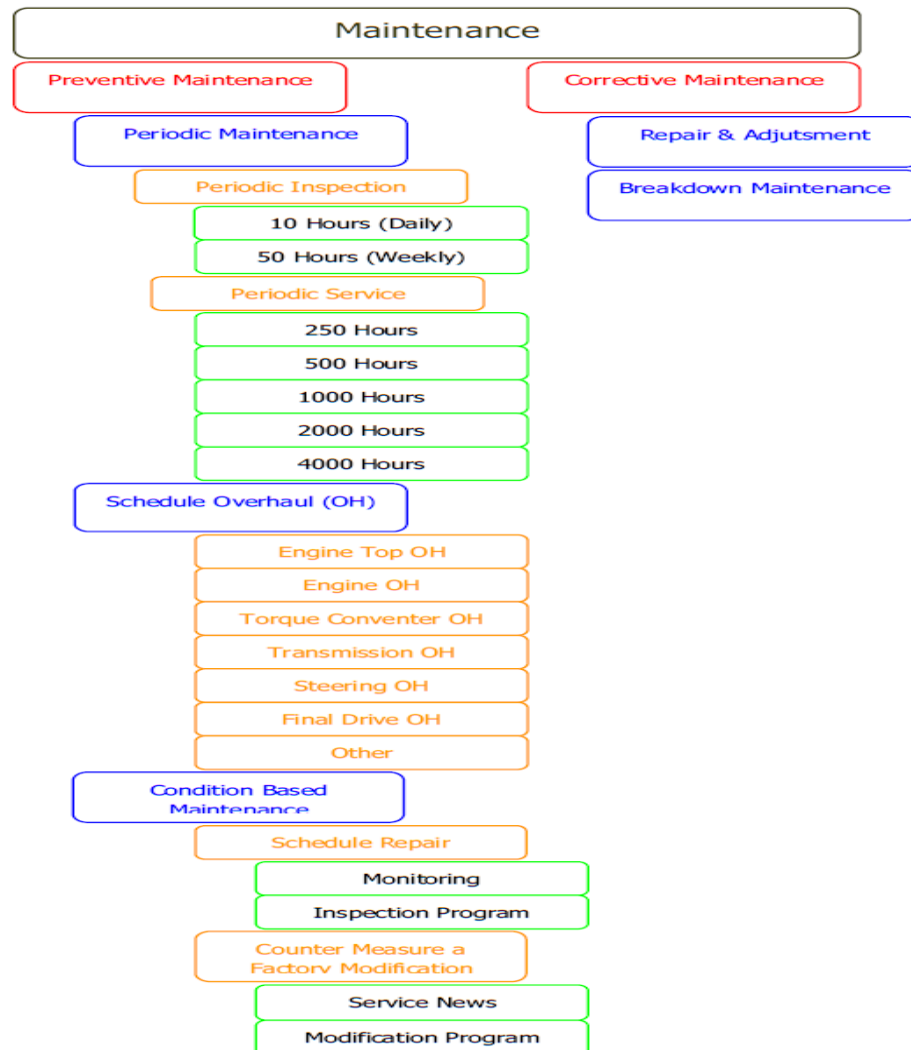 Maintenance
Preventive Maintenance
Corrective Maintenance
Periodic Maintenance
Repair & Adjutsment
Periodic Inspection
Breakdown Maintenance
10 Hours (Daily)
50 Hours (Weekly)
Periodic Service
250 Hours
500 Hours
1000 Hours
2000 Hours
4000 Hours
Schedule Overhaul (OH)
Engine Top OH
Engine OH
Torque Conventer OH
Transmission OH
Steering OH
Final Drive OH
Other
Condition Based
Maintenance
Schedule Repair
Monitoring
Inspection Program
Counter Measure a
Factory Modification
Service News
Modification Program